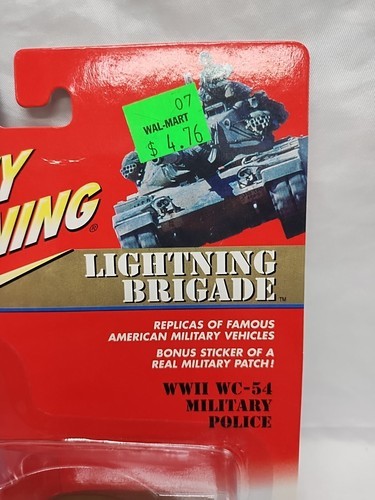 07
WAL-MART
$ 4.76
Y
NING®
LIGHTNING
BRIGADE™
REPLICAS OF FAMOUS
AMERICAN MILITARY VEHICLES
BONUS STICKER OF A
REAL MILITARY PATCH!
WWII WC-54
MILITARY
POLICE